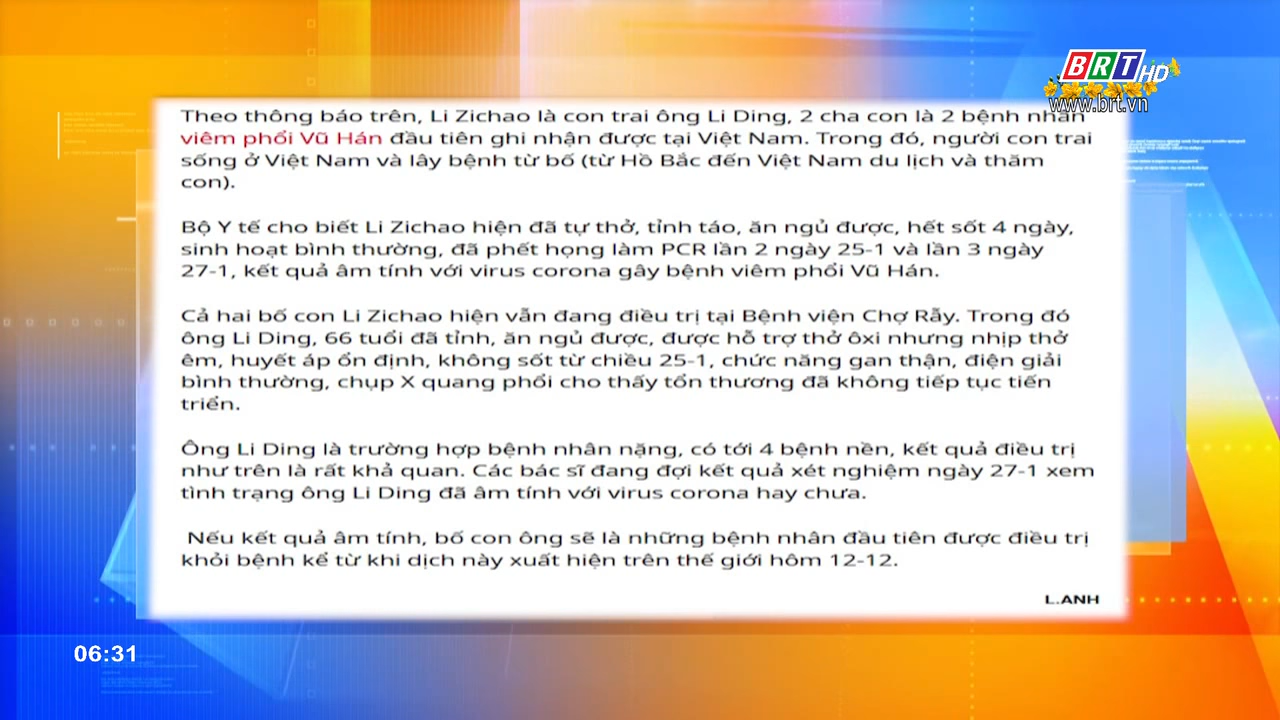 BRT HD
www.brt.vn
Theo thông báo trên, Li Zichao là con trai ông Li Ding, 2 cha con là 2 bệnh nhân
viêm phổi Vũ Hán đầu tiên ghi nhận được tại Việt Nam. Trong đó, người con trai
sống ở Việt Nam và lây bệnh từ bố (từ Hồ Bắc đến Việt Nam du lịch và thăm
con).
Bộ Y tế cho biết Li Zichao hiện đã tự thở, tỉnh táo, ăn ngủ được, hết sốt 4 ngày,
sinh hoạt bình thường, đã phết họng làm PCR lần 2 ngày 25-1 và lần 3 ngày
27-1, kết quả âm tính với virus corona gây bệnh viêm phổi Vũ Hán.
Cả hai bố con Li Zichao hiện vẫn đang điều trị tại Bệnh viện Chợ Rẫy. Trong đó
ông Li Ding, 66 tuổi đã tỉnh, ăn ngủ được, được hỗ trợ thở ôxi nhưng nhịp thở
êm, huyết áp ổn định, không sốt từ chiều 25-1, chức năng gan thận, điện giải
bình thường, chụp X quang phổi cho thấy tổn thương đã không tiếp tục tiến
triển.
Ông Li Ding là trường hợp bệnh nhân nặng, có tới 4 bệnh nền, kết quả điều trị
như trên là rất khả quan. Các bác sĩ đang đợi kết quả xét nghiệm ngày 27-1 xem
tình trạng ông Li Ding đã âm tính với virus corona hay chưa.
Nếu kết quả âm tính, bố con ông sẽ là những bệnh nhân đầu tiên được điều trị
khỏi bệnh kể từ khi dịch này xuất hiện trên thế giới hôm 12-12.
L.ANH
06:31